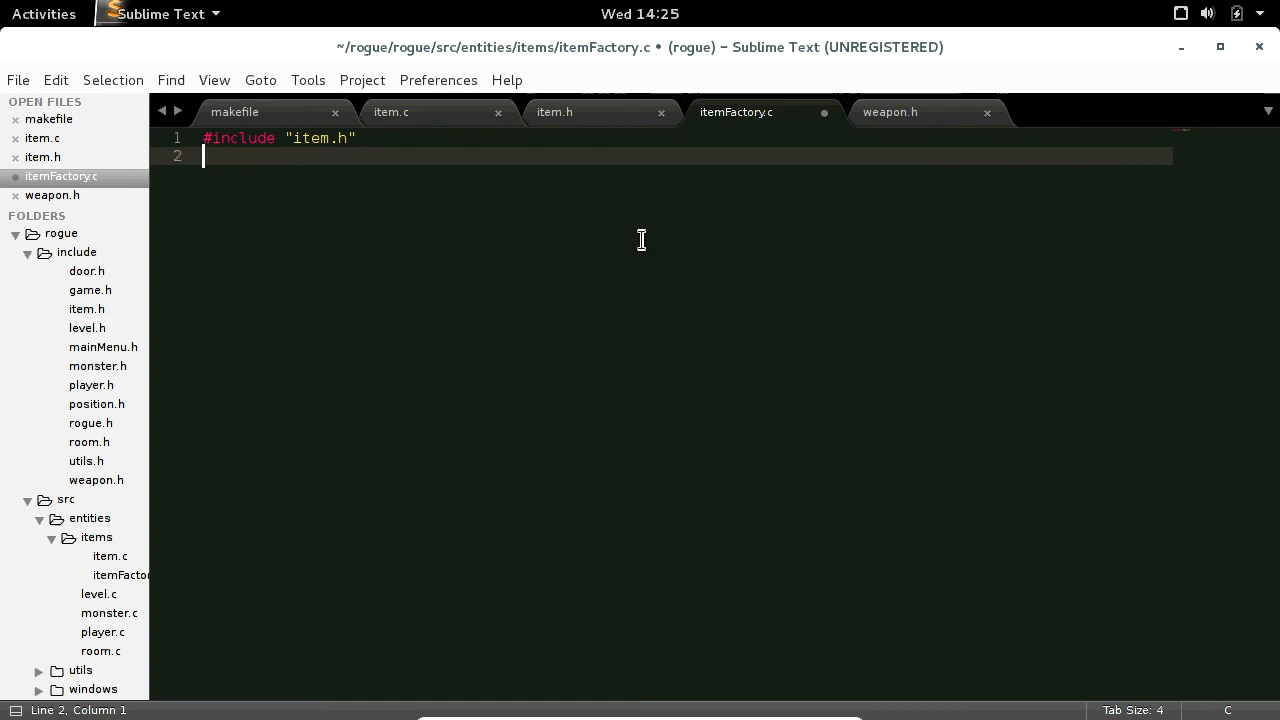 Activities Sublime Text Wed 14:25
~/rogue/rogue/src/entities/items/itemFactory.c • (rogue) – Sublime Text (UNREGISTERED)
File Edit Selection Find View Goto Tools Project Preferences Help
OPEN FILES
makefile
item.c
item.h
itemFactory.c
weapon.h
FOLDERS
rogue
include
door.h
game.h
item.h
level.h
mainMenu.h
monster.h
player.h
position.h
rogue.h
room.h
utils.h
weapon.h
src
entities
items
item.c
itemFactor
level.c
monster.c
player.c
room.c
utils
windows
makefile item.c item.h itemFactory.c weapon.h
1 #include "item.h"
2
Line 2, Column 1 Tab Size: 4 C